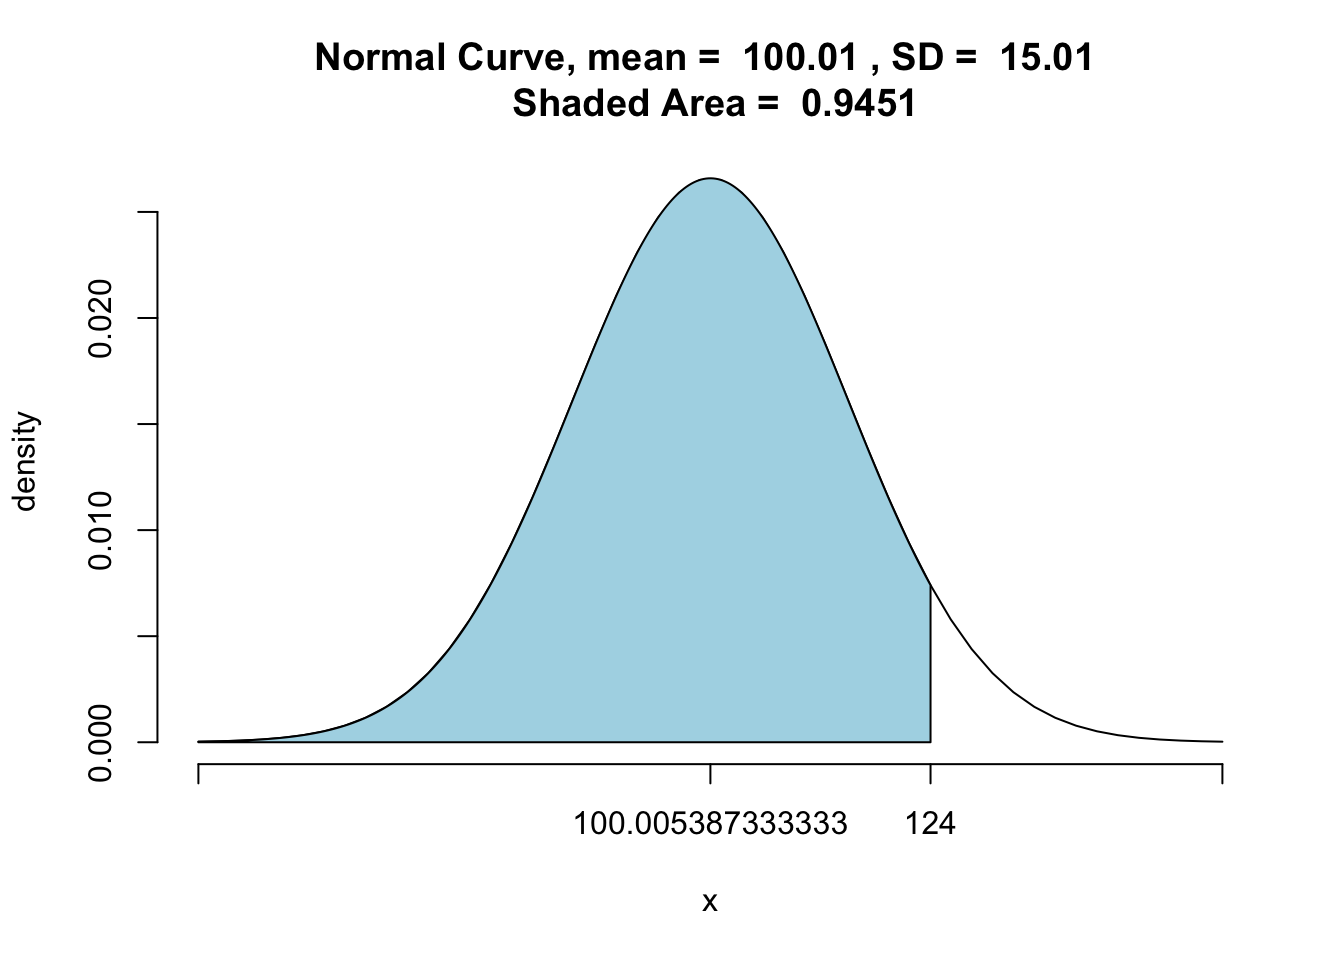 Normal Curve, mean =  100.01 , SD =  15.01
Shaded Area =  0.9451
density
0.020
0.010
0.000
100.005387333333
124
x